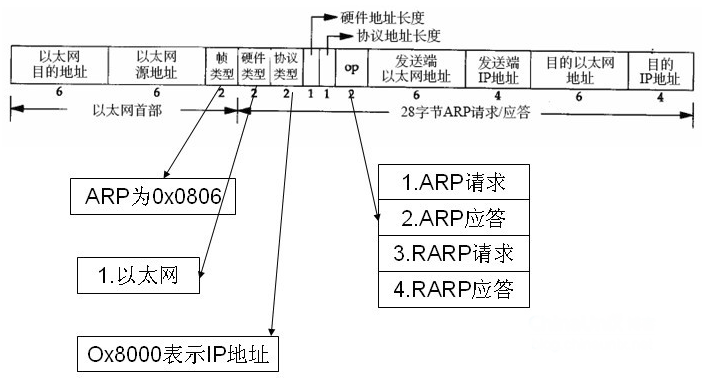 硬件地址长度
协议地址长度
以太网
目的地址
以太网
源地址
帧
类型
硬件
类型
协议
类型
op
发送端
以太网地址
发送端
IP地址
目的以太网
地址
目的
IP地址
6 6 2 2 2 1 1 2 6 4 6 4
以太网首部
28字节ARP请求/应答
ARP为0x0806
1.以太网
Ox8000表示IP地址
1.ARP请求
2.ARP应答
3.RARP请求
4.RARP应答